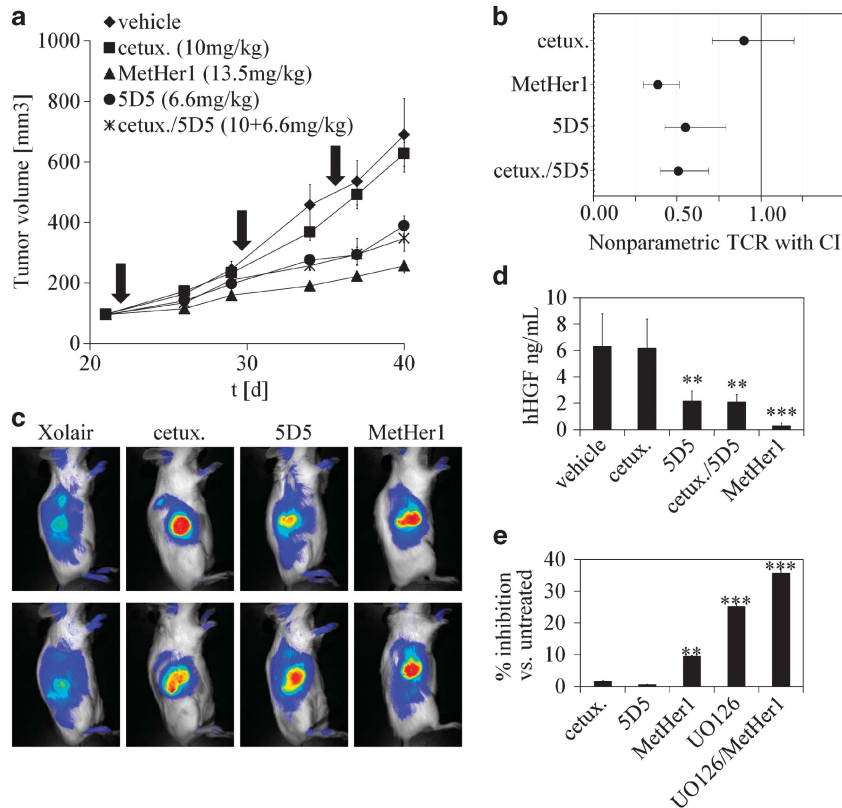 a
vehicle
cetux. (10mg/kg)
MetHer1 (13.5mg/kg)
5D5 (6.6mg/kg)
cetux./5D5 (10+6.6mg/kg)
Tumor volume [mm3]
1000
800
600
400
200
0
20
30
40
t [d]
b
cetux.
MetHer1
5D5
cetux./5D5
0.00
0.50
1.00
Nonparametric TCR with CI
c
Xolair
cetux.
5D5
MetHer1
d
hHGF ng/mL
10
8
6
4
2
0
**
**
***
vehicle
cetux.
5D5
cetux./5D5
MetHer1
e
% inhibition
vs. untreated
40
30
20
10
0
**
***
***
cetux.
5D5
MetHer1
UO126
UO126/MetHer1